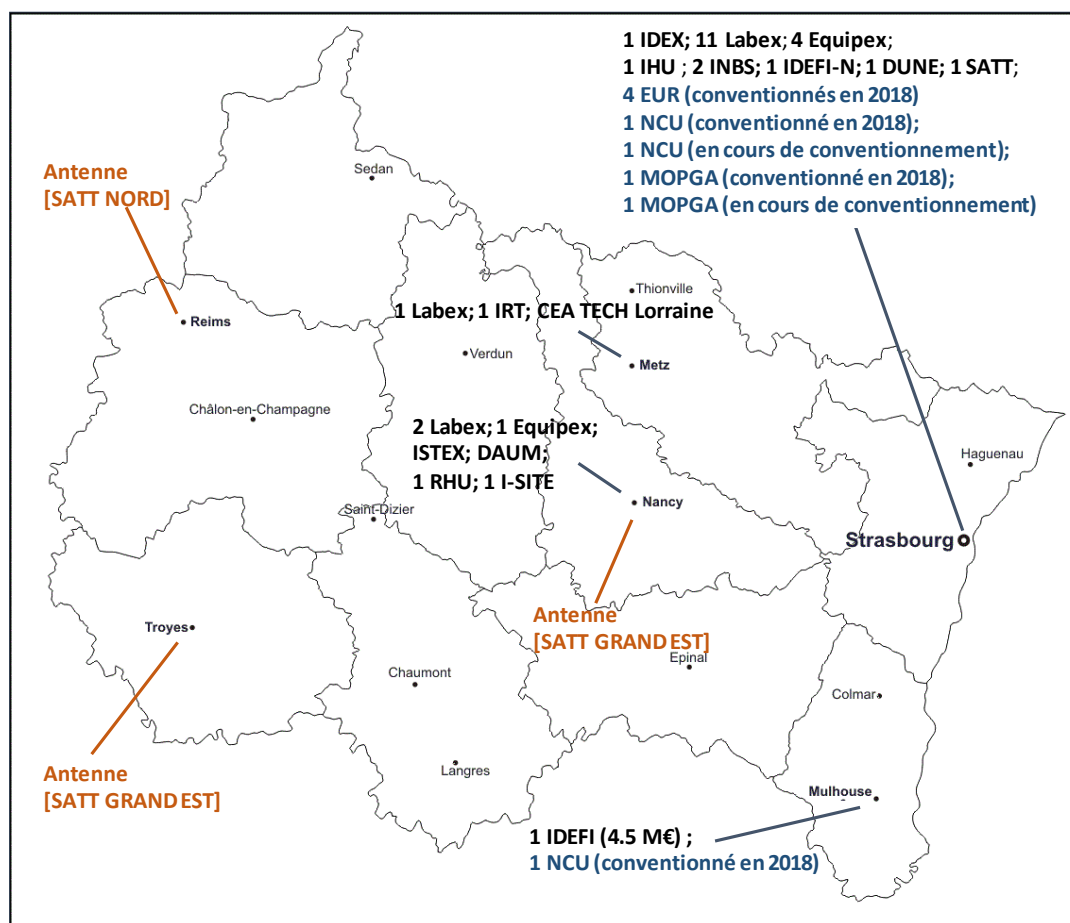 1 IDEX; 11 Labex; 4 Equipex;
1 IHU ; 2 INBS; 1 IDEFI-N; 1 DUNE; 1 SATT;
4 EUR (conventionnés en 2018)
1 NCU (conventionné en 2018);
1 NCU (en cours de conventionnement);
1 MOPGA (conventionné en 2018);
1 MOPGA (en cours de conventionnement)
Antenne
[SATT NORD]
Sedan
Thionville
1 Labex; 1 IRT; CEA TECH Lorraine
Reims
Verdun
Metz
Châlon-en-Champagne
2 Labex; 1 Equipex;
ISTEX; DAUM;
1 RHU; 1 I-SITE
Haguenau
Nancy
Saint-Dizier
Strasbourg
Antenne
[SATT GRAND EST]
Troyes
Epinal
Chaumont
Colmar
Langres
Antenne
[SATT GRAND EST]
Mulhouse
1 IDEFI (4.5 M€) ;
1 NCU (conventionné en 2018)